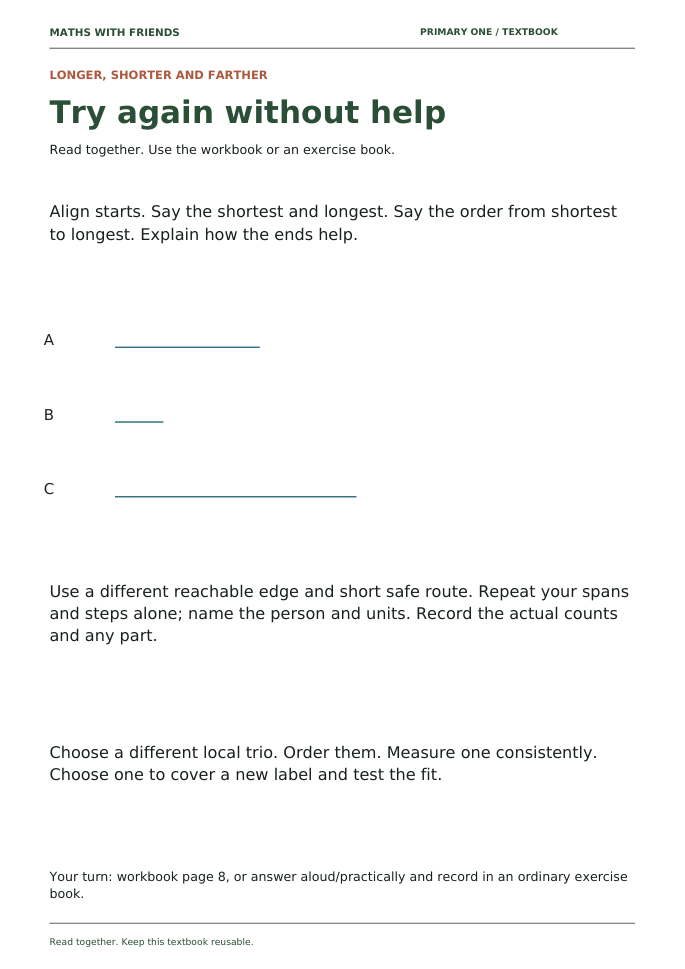 MATHS WITH FRIENDS
PRIMARY ONE / TEXTBOOK
LONGER, SHORTER AND FARTHER
Try again without help
Read together. Use the workbook or an exercise book.
Align starts. Say the shortest and longest. Say the order from shortest
to longest. Explain how the ends help.
A
B
C
Use a different reachable edge and short safe route. Repeat your spans
and steps alone; name the person and units. Record the actual counts
and any part.
Choose a different local trio. Order them. Measure one consistently.
Choose one to cover a new label and test the fit.
Your turn: workbook page 8, or answer aloud/practically and record in an ordinary exercise
book.
Read together. Keep this textbook reusable.